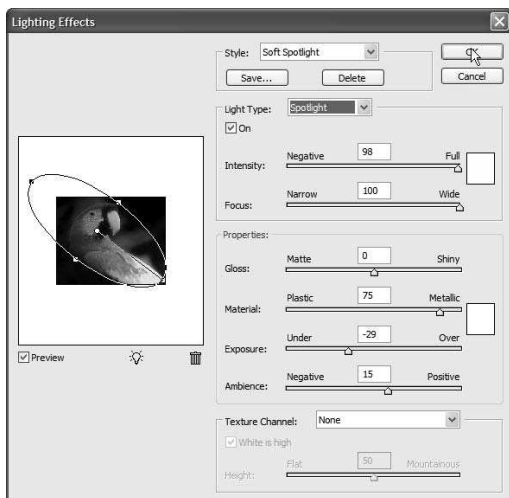 Lighting Effects
Style: Soft Spotlight
OK
Save... Delete
Cancel
Light Type: Spotlight
On
Negative 98 Full
Intensity:
Narrow 100 Wide
Focus:
Properties:
Matte 0 Shiny
Gloss:
Plastic 75 Metallic
Material:
Under -29 Over
Exposure:
Negative 15 Positive
Ambience:
Preview
Texture Channel: None
White is high
Flat 50 Mountainous
Height: